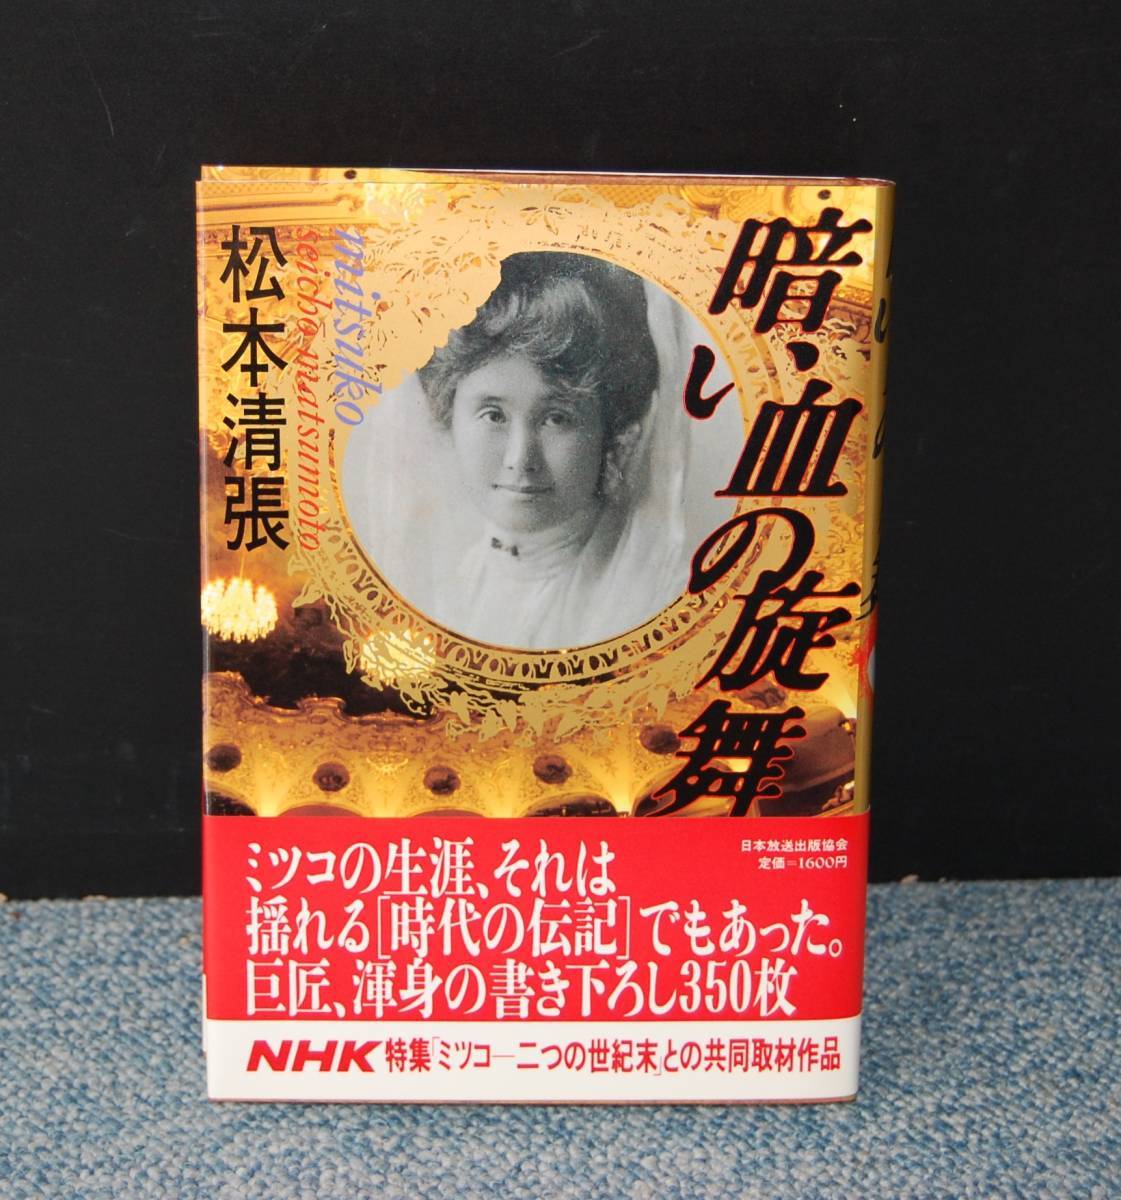 暗い血の旋舞
mitsuko
seicho matsumoto
松本清張
日本放送出版協会
定価=1600円
ミツコの生涯、それは
揺れる[時代の伝記]でもあった。
巨匠、渾身の書き下ろし350枚
NHK特集「ミツコ―二つの世紀末」との共同取材作品